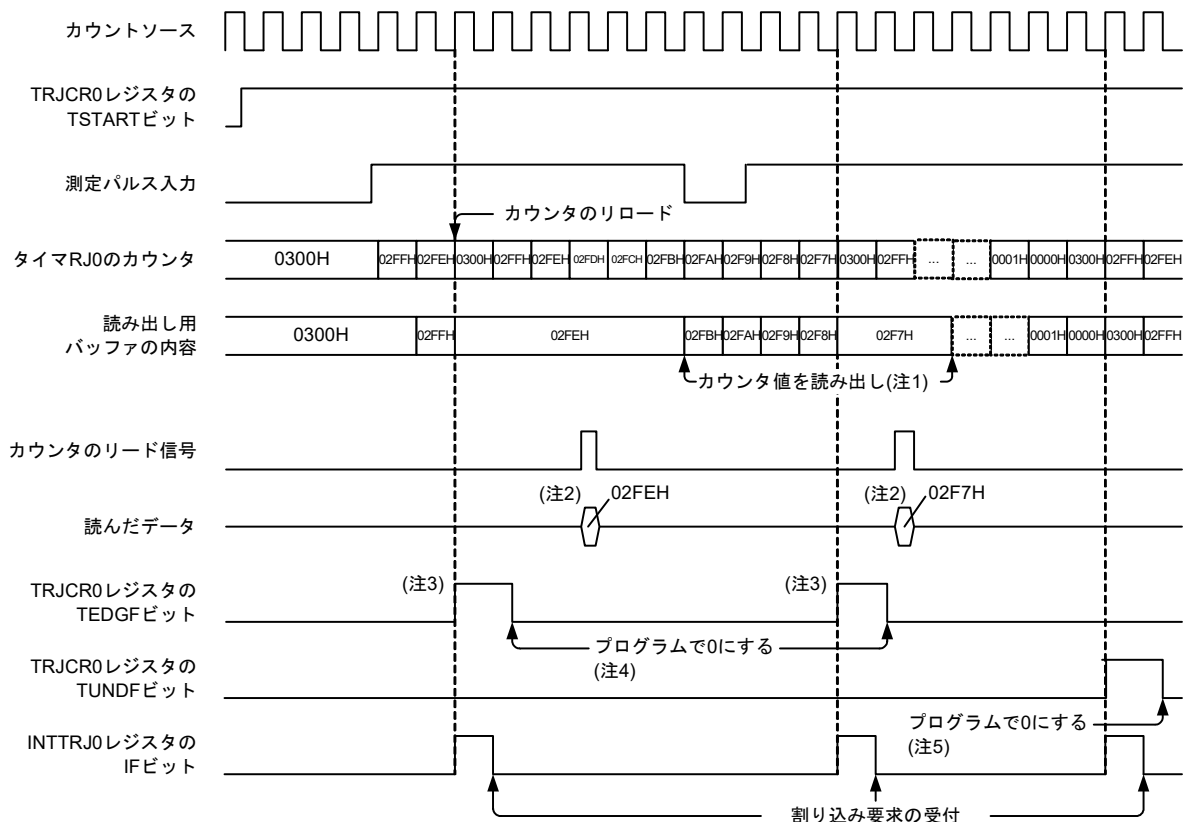 カウントソース
TRJCR0レジスタの
TSTARTビット
測定パルス入力
カウンタのリロード
タイマRJ0のカウンタ
0300H 02FFH 02FEH 0300H 02FFH 02FEH 02FDH 02FCH 02FBH 02FAH 02F9H 02F8H 02F7H 0300H 02FFH ... ... 0001H 0000H 0300H 02FFH 02FEH
読み出し用
バッファの内容
0300H 02FFH 02FEH 02FBH 02FAH 02F9H 02F8H 02F7H ... ... 0001H 0000H 0300H 02FFH
カウンタ値を読み出し(注1)
カウンタのリード信号
(注2) 02FEH (注2) 02F7H
読んだデータ
TRJCR0レジスタの
TEDGFビット
(注3) (注3)
プログラムで0にする
(注4)
TRJCR0レジスタの
TUNDFビット
プログラムで0にする
(注5)
INTTRJ0レジスタの
IFビット
割り込み要求の受付